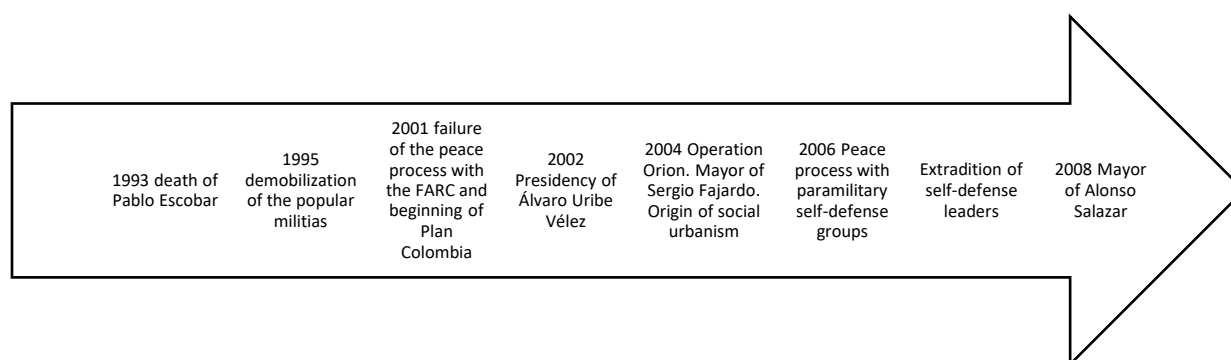 1993 death of
Pablo Escobar
1995
demobilization
of the popular
militias
2001 failure
of the peace
process with
the FARC and
beginning of
Plan
Colombia
2002
Presidency of
Álvaro Uribe
Vélez
2004 Operation
Orion. Mayor of
Sergio Fajardo.
Origin of social
urbanism
2006 Peace
process with
paramilitary
self-defense
groups
Extradition of
self-defense
leaders
2008 Mayor
of Alonso
Salazar